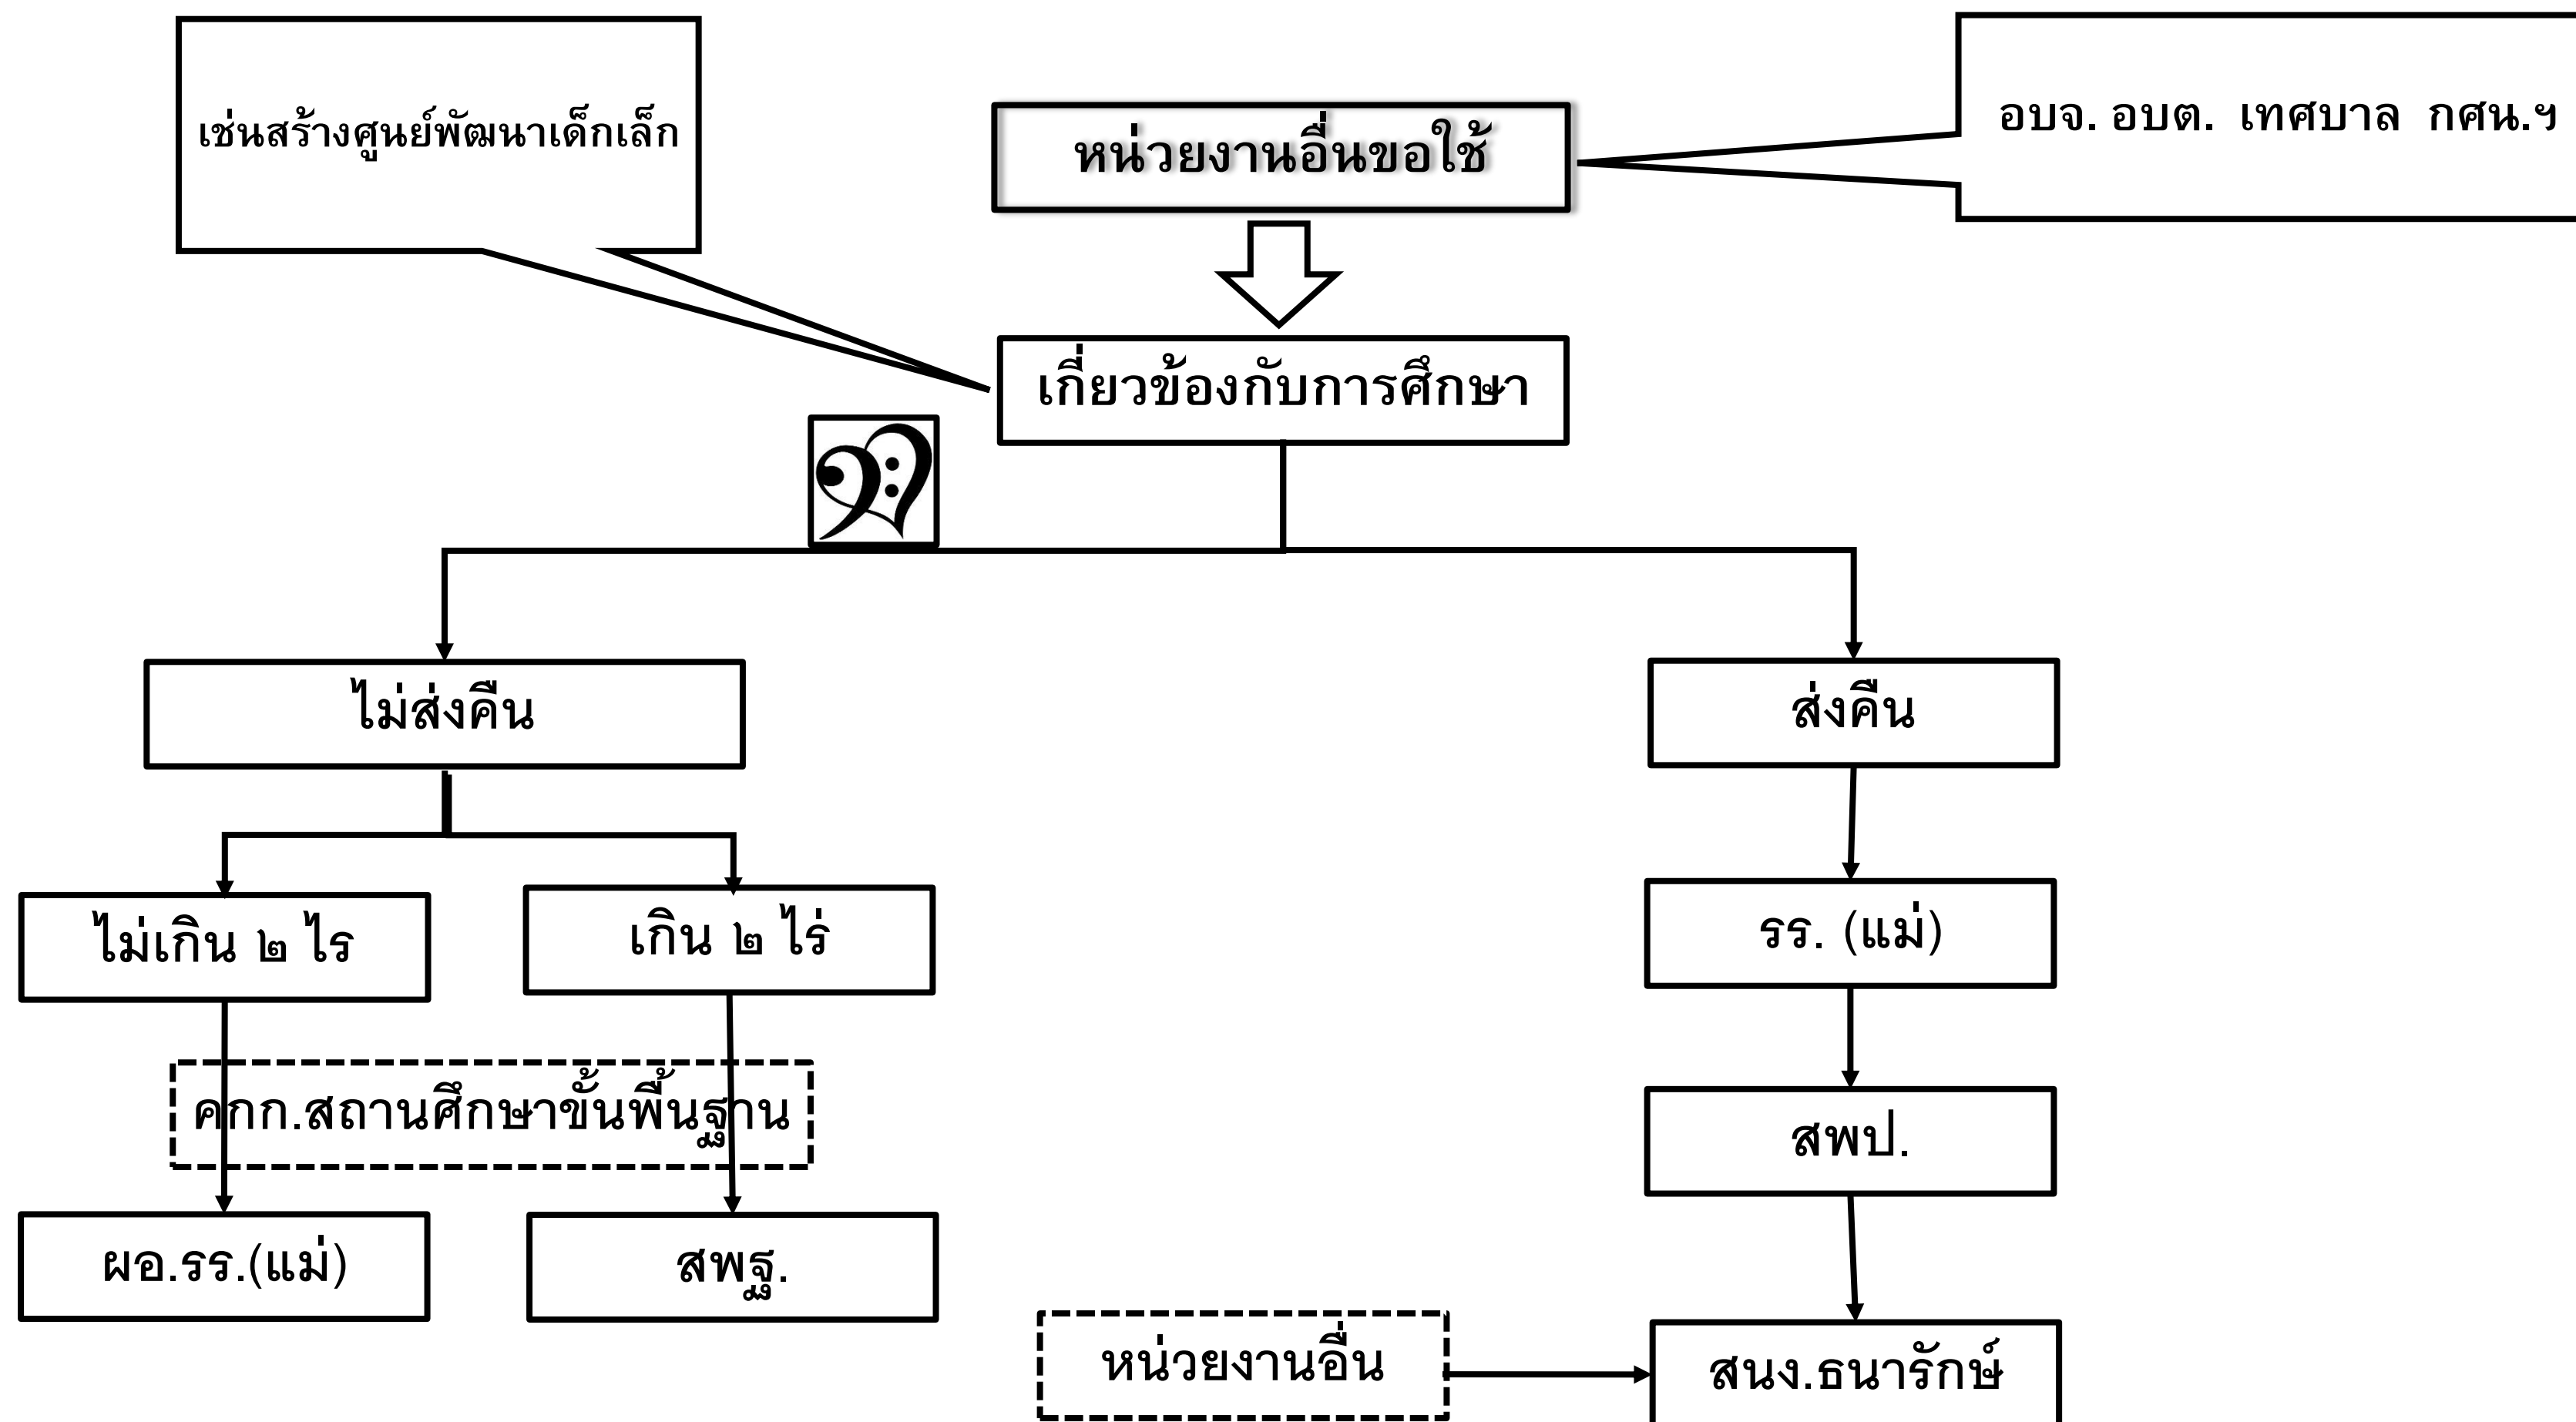 เช่นสร้างศูนย์พัฒนาเด็กเล็ก
หน่วยงานอื่นขอใช้
อบจ. อบต. เทศบาล กศน.ฯ
เกี่ยวข้องกับการศึกษา
ไม่ส่งคืน
ส่งคืน
ไม่เกิน ๒ ไร
เกิน ๒ ไร่
รร. (แม่)
คกก.สถานศึกษาขั้นพื้นฐาน
สพป.
ผอ.รร.(แม่)
สพฐ.
หน่วยงานอื่น
สนง.ธนารักษ์